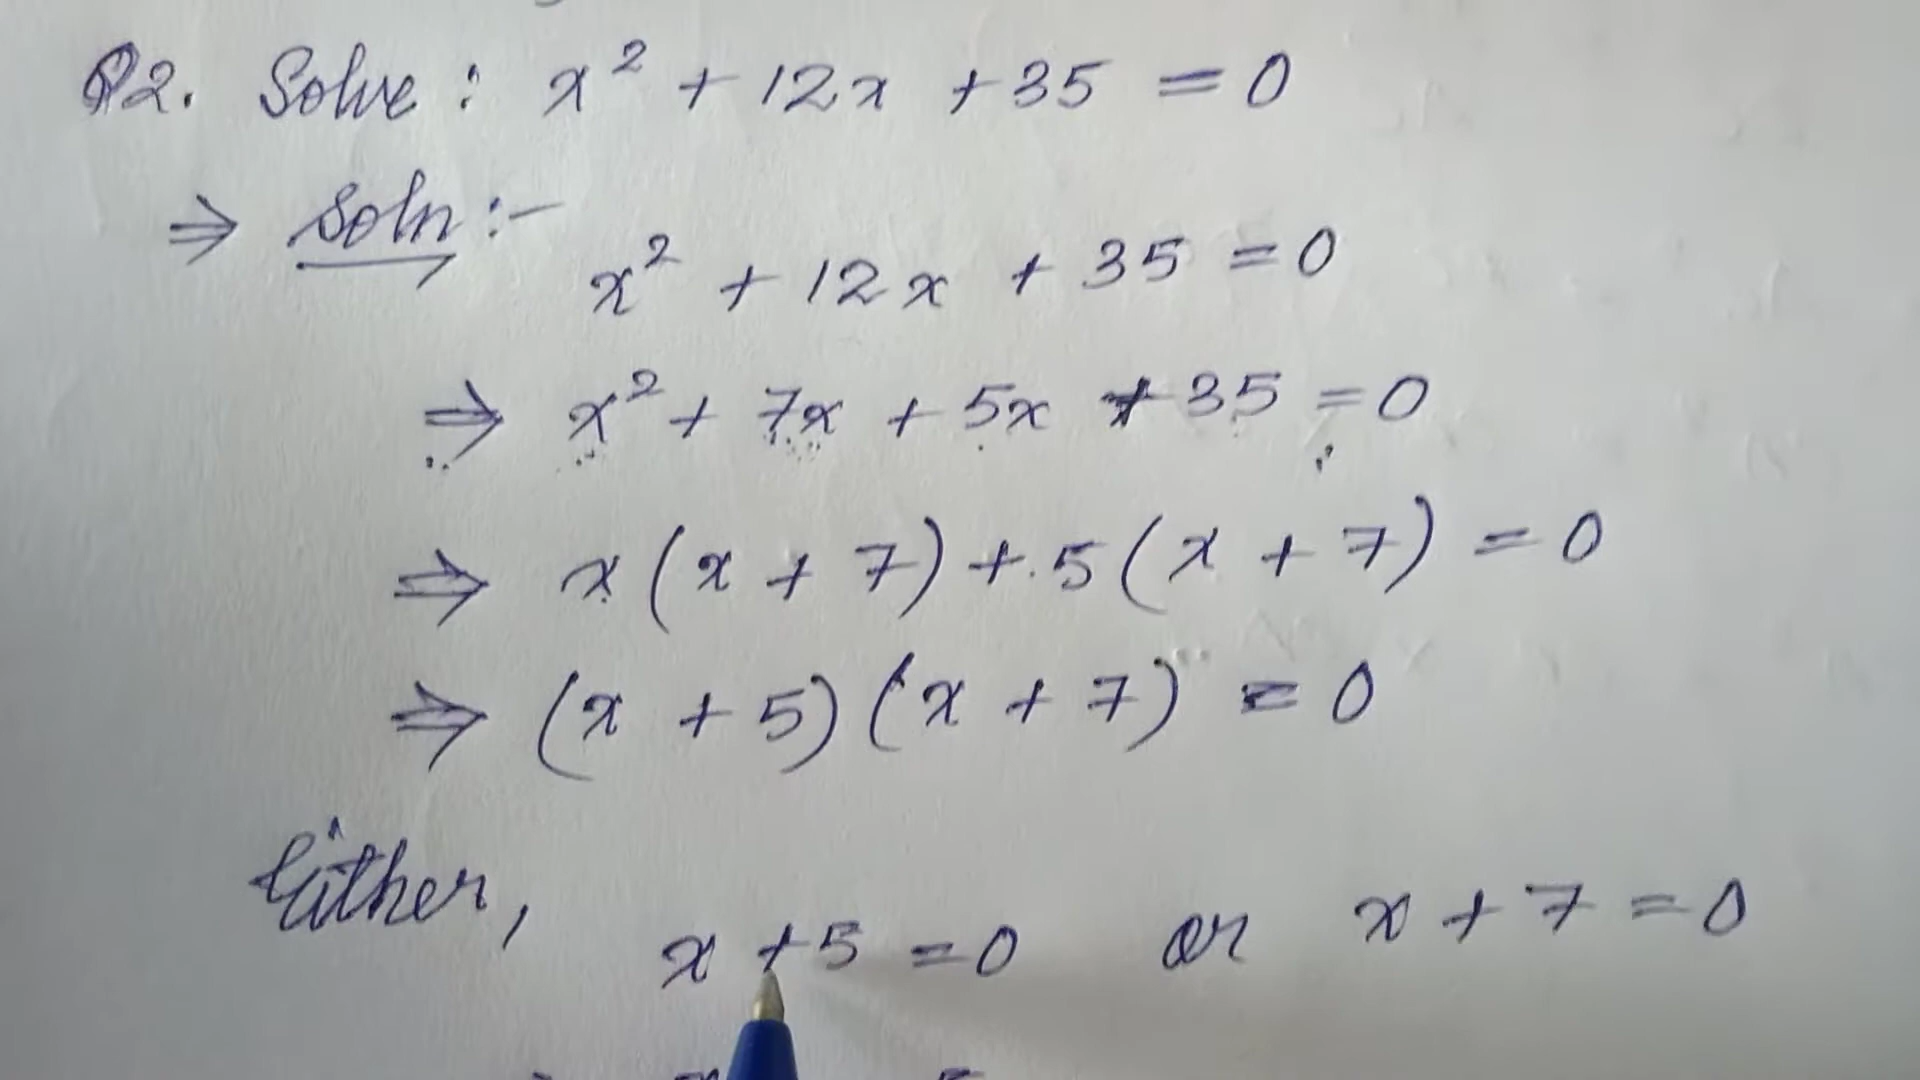 Q2. Solve : x² + 12x + 35 = 0
⇒ Soln :-
x² + 12x + 35 = 0
⇒ x² + 7x + 5x + 35 = 0
⇒ x(x + 7) + 5(x + 7) = 0
⇒ (x + 5)(x + 7) = 0
Either,
x + 5 = 0 or x + 7 = 0